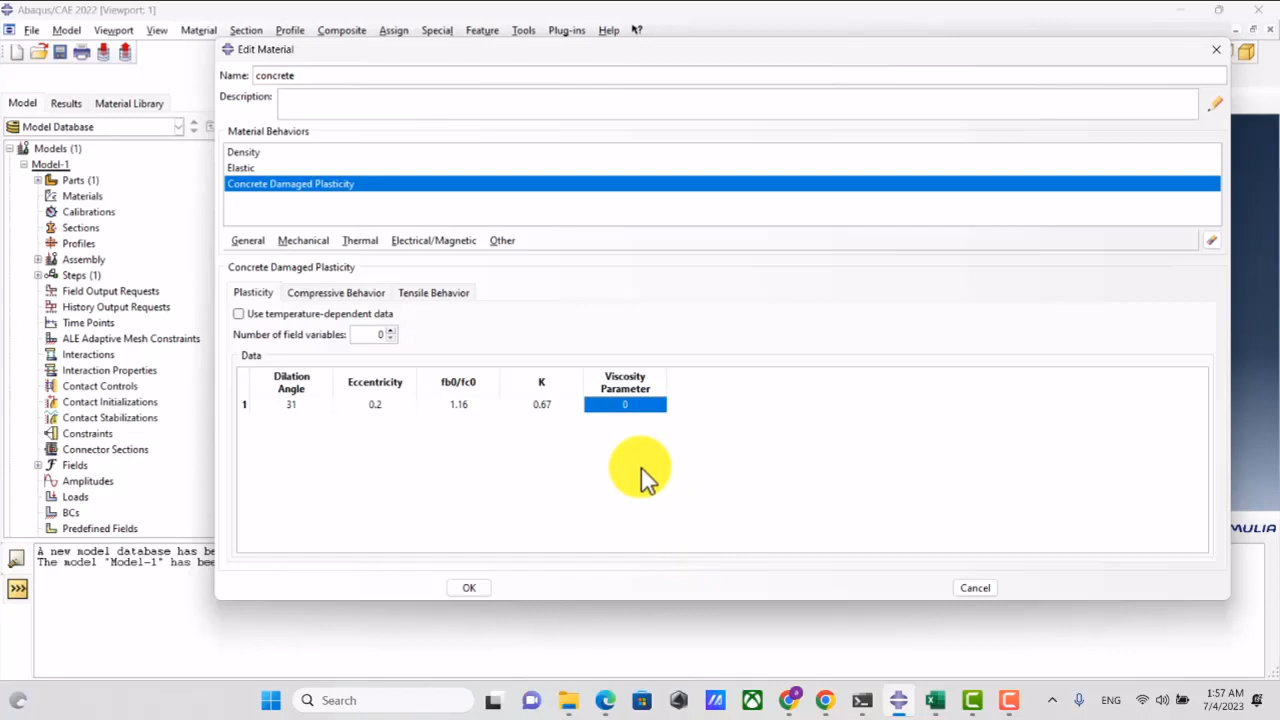 Abaqus/CAE 2022 [Viewport: 1]
File Model Viewport View Material Section Profile Composite Assign Special Feature Tools Plug-ins Help
Edit Material
Name: concrete
Description:
Model Results Material Library
Material Behaviors
Model Database
Density
Models (1)
Elastic
Model-1
Concrete Damaged Plasticity
Parts (1)
Materials
Calibrations
Sections
General Mechanical Thermal Electrical/Magnetic Other
Profiles
Assembly
Concrete Damaged Plasticity
Steps (1)
Field Output Requests
Plasticity Compressive Behavior Tensile Behavior
History Output Requests
Use temperature-dependent data
Time Points
Number of field variables: 0
ALE Adaptive Mesh Constraints
Interactions
Data
Interaction Properties
Dilation Angle Eccentricity fb0/fc0 K Viscosity Parameter
Contact Controls
1 31 0.2 1.16 0.67 0
Contact Initializations
Contact Stabilizations
Constraints
Connector Sections
Fields
Amplitudes
Loads
BCs
Predefined Fields
MULIA
A new model database has be
The model "Model-1" has bee
OK Cancel
>>>
Search
ENG
1:57 AM
7/4/2023